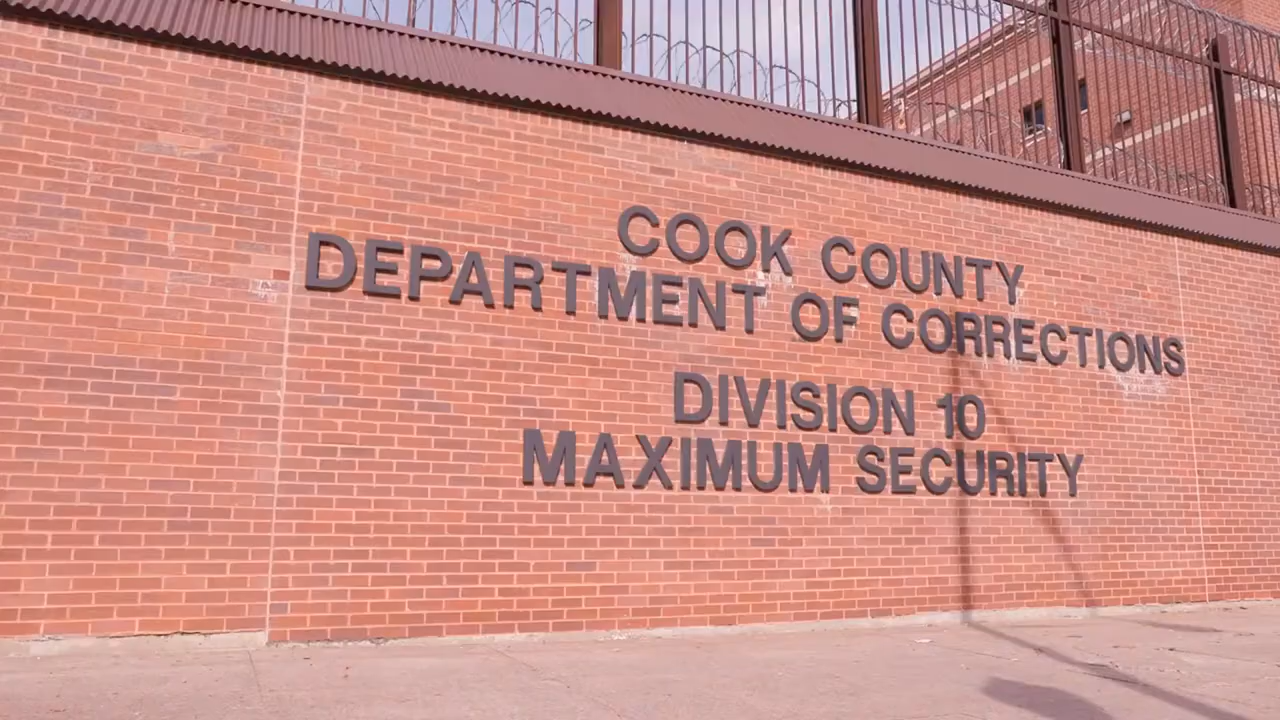 COOK COUNTY
DEPARTMENT OF CORRECTIONS
DIVISION 10
MAXIMUM SECURITY